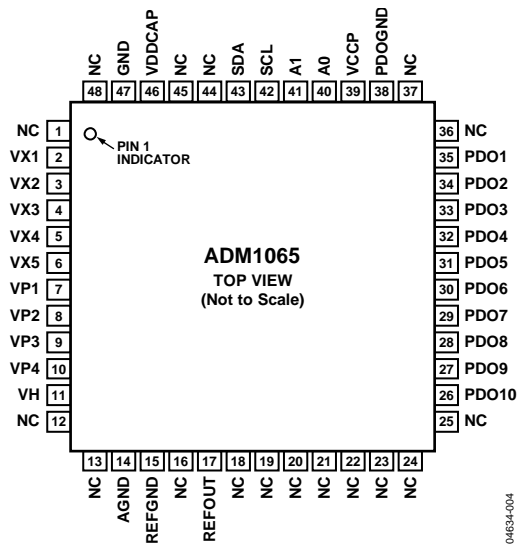 NC
GND
VDDCAP
NC
NC
SDA
SCL
A1
A0
VCCP
PDOGND
NC
48 47 46 45 44 43 42 41 40 39 38 37
NC 1
VX1 2
VX2 3
VX3 4
VX4 5
VX5 6
VP1 7
VP2 8
VP3 9
VP4 10
VH 11
NC 12
PIN 1
INDICATOR
ADM1065
TOP VIEW
(Not to Scale)
36 NC
35 PDO1
34 PDO2
33 PDO3
32 PDO4
31 PDO5
30 PDO6
29 PDO7
28 PDO8
27 PDO9
26 PDO10
25 NC
13 14 15 16 17 18 19 20 21 22 23 24
NC
AGND
REFGND
NC
REFOUT
NC
NC
NC
NC
NC
NC
NC
04634-004